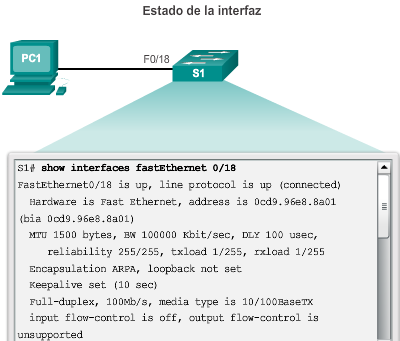 Estado de la interfaz
PC1
F0/18
S1
S1# show interfaces fastEthernet 0/18
FastEthernet0/18 is up, line protocol is up (connected)
Hardware is Fast Ethernet, address is 0cd9.96e8.8a01
(bia 0cd9.96e8.8a01)
MTU 1500 bytes, BW 100000 Kbit/sec, DLY 100 usec,
reliability 255/255, txload 1/255, rxload 1/255
Encapsulation ARPA, loopback not set
Keepalive set (10 sec)
Full-duplex, 100Mb/s, media type is 10/100BaseTX
input flow-control is off, output flow-control is
unsupported